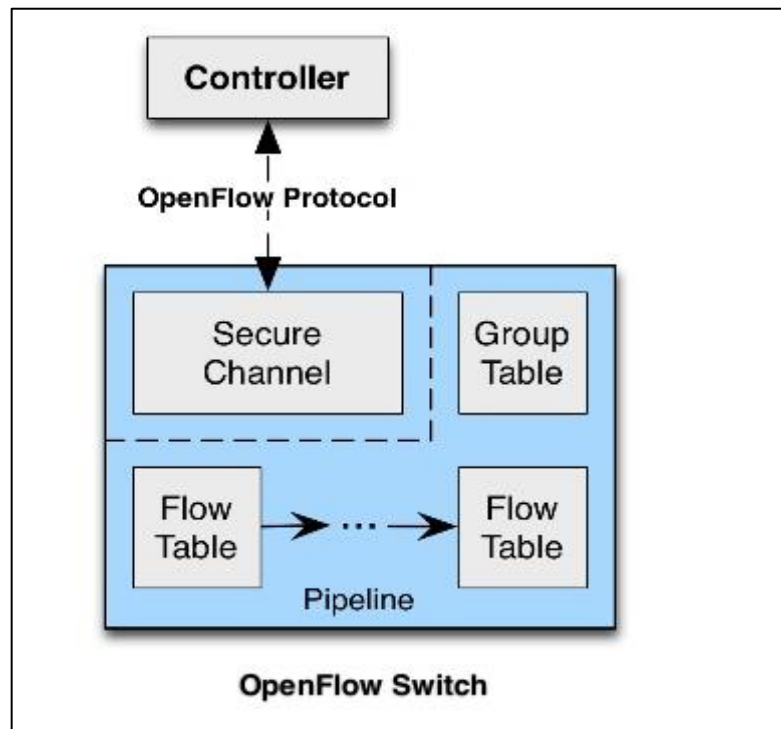 Controller
OpenFlow Protocol
Secure
Channel
Group
Table
Flow
Table
...
Flow
Table
Pipeline
OpenFlow Switch